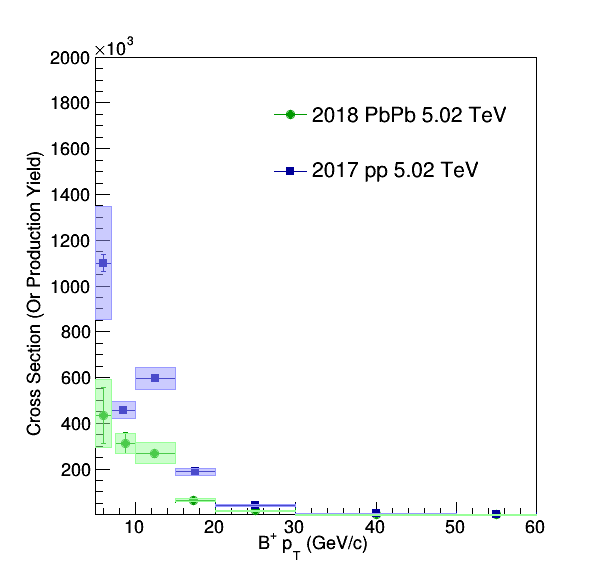 ×10³
2000
1800
1600
1400
1200
1000
800
600
400
200
Cross Section (Or Production Yield)
2018 PbPb 5.02 TeV
2017 pp 5.02 TeV
10 20 30 40 50 60
B⁺ p_T (GeV/c)